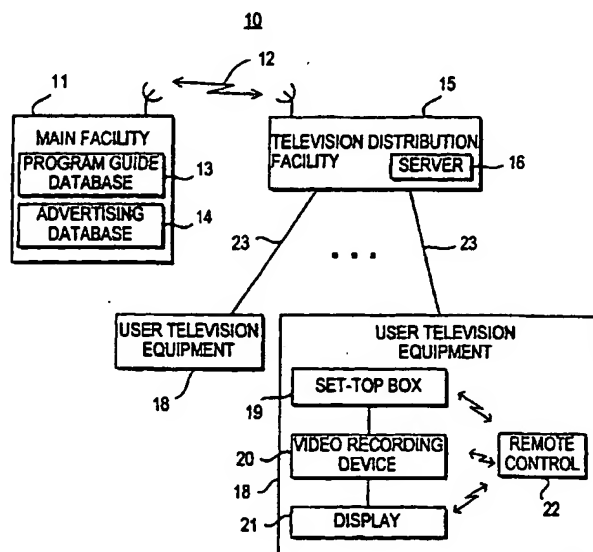 10
12
11
15
MAIN FACILITY
PROGRAM GUIDE
DATABASE
13
ADVERTISING
DATABASE
14
TELEVISION DISTRIBUTION
FACILITY
SERVER
16
23
. . .
23
USER TELEVISION
EQUIPMENT
18
USER TELEVISION
EQUIPMENT
SET-TOP BOX
19
VIDEO RECORDING
DEVICE
20
18
REMOTE
CONTROL
22
DISPLAY
21